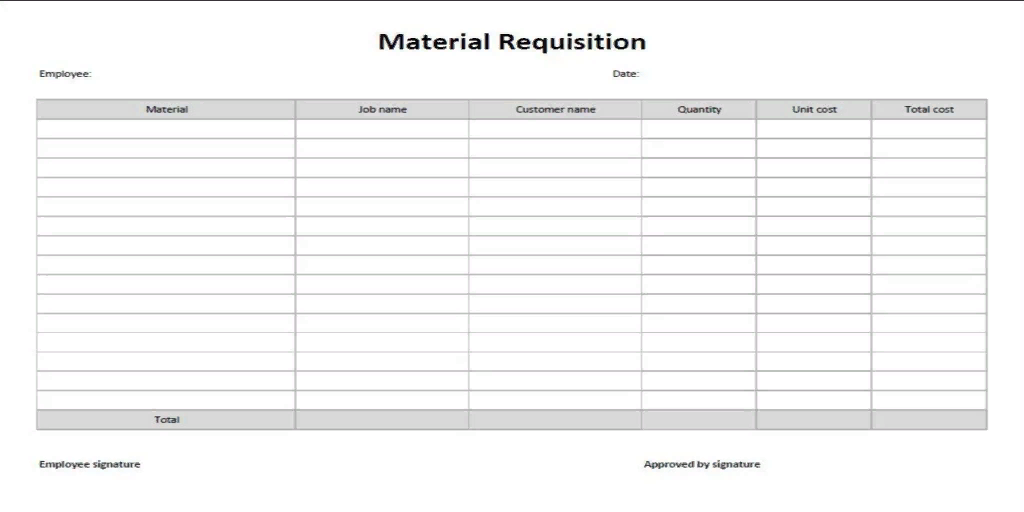 Material Requisition
Employee: Date:
Material Job name Customer name Quantity Unit cost Total cost
Total
Employee signature Approved by signature